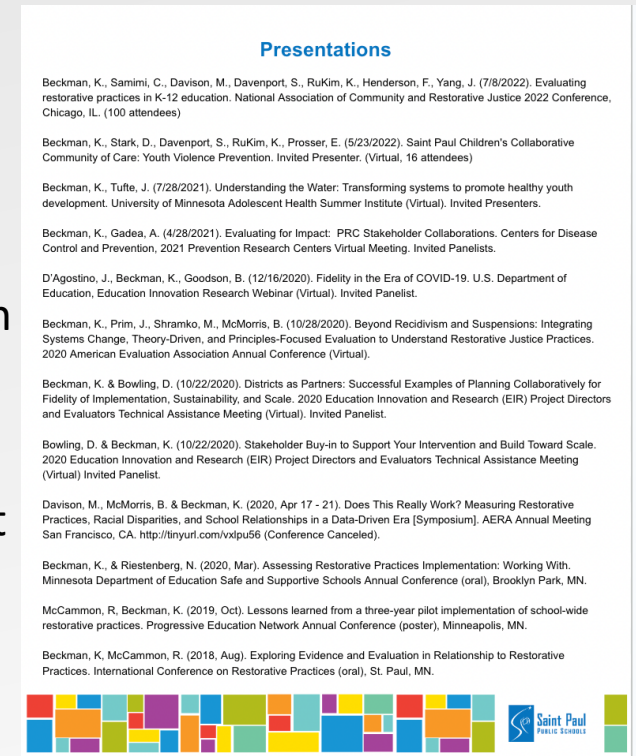 Presentations
Beckman, K., Samimi, C., Davison, M., Davenport, S., RuKim, K., Henderson, F., Yang, J. (7/8/2022). Evaluating
restorative practices in K-12 education. National Association of Community and Restorative Justice 2022 Conference,
Chicago, IL. (100 attendees)
Beckman, K., Stark, D., Davenport, S., RuKim, K., Prosser, E. (5/23/2022). Saint Paul Children's Collaborative
Community of Care: Youth Violence Prevention. Invited Presenter. (Virtual, 16 attendees)
Beckman, K., Tufte, J. (7/28/2021). Understanding the Water: Transforming systems to promote healthy youth
development. University of Minnesota Adolescent Health Summer Institute (Virtual). Invited Presenters.
Beckman, K., Gadea, A. (4/28/2021). Evaluating for Impact:  PRC Stakeholder Collaborations. Centers for Disease
Control and Prevention, 2021 Prevention Research Centers Virtual Meeting. Invited Panelists.
D'Agostino, J., Beckman, K., Goodson, B. (12/16/2020). Fidelity in the Era of COVID-19. U.S. Department of
Education, Education Innovation Research Webinar (Virtual). Invited Panelist.
n
Beckman, K., Prim, J., Shramko, M., McMorris, B. (10/28/2020). Beyond Recidivism and Suspensions: Integrating
Systems Change, Theory-Driven, and Principles-Focused Evaluation to Understand Restorative Justice Practices.
2020 American Evaluation Association Annual Conference (Virtual).
Beckman, K. & Bowling, D. (10/22/2020). Districts as Partners: Successful Examples of Planning Collaboratively for
Fidelity of Implementation, Sustainability, and Scale. 2020 Education Innovation and Research (EIR) Project Directors
and Evaluators Technical Assistance Meeting (Virtual). Invited Panelist.
Bowling, D. & Beckman, K. (10/22/2020). Stakeholder Buy-in to Support Your Intervention and Build Toward Scale.
2020 Education Innovation and Research (EIR) Project Directors and Evaluators Technical Assistance Meeting
(Virtual) Invited Panelist.
t
Davison, M., McMorris, B. & Beckman, K. (2020, Apr 17 - 21). Does This Really Work? Measuring Restorative
Practices, Racial Disparities, and School Relationships in a Data-Driven Era [Symposium]. AERA Annual Meeting
San Francisco, CA. http://tinyurl.com/vxlpu56 (Conference Canceled).
Beckman, K., & Riestenberg, N. (2020, Mar). Assessing Restorative Practices Implementation: Working With.
Minnesota Department of Education Safe and Supportive Schools Annual Conference (oral), Brooklyn Park, MN.
McCammon, R, Beckman, K. (2019, Oct). Lessons learned from a three-year pilot implementation of school-wide
restorative practices. Progressive Education Network Annual Conference (poster), Minneapolis, MN.
Beckman, K, McCammon, R. (2018, Aug). Exploring Evidence and Evaluation in Relationship to Restorative
Practices. International Conference on Restorative Practices (oral), St. Paul, MN.
Saint Paul
PUBLIC SCHOOLS